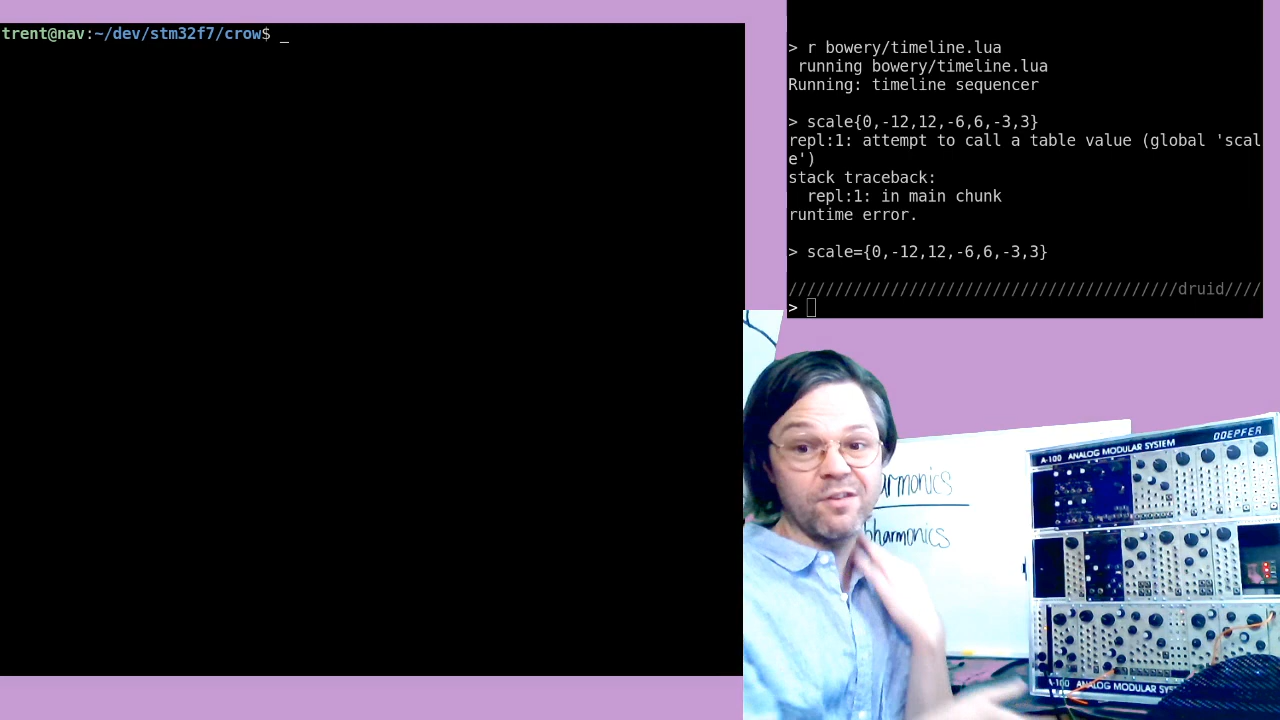 trent@nav:~/dev/stm32f7/crow$ _
> r bowery/timeline.lua
 running bowery/timeline.lua
Running: timeline sequencer
> scale{0,-12,12,-6,6,-3,3}
repl:1: attempt to call a table value (global 'scal
e')
stack traceback:
  repl:1: in main chunk
runtime error.
> scale={0,-12,12,-6,6,-3,3}
//////////////////////////////////////////druid////
>
armonics
bharmonics
A-100 ANALOG MODULAR SYSTEM DOEPFER
A-100 ANALOG MODULAR SYS